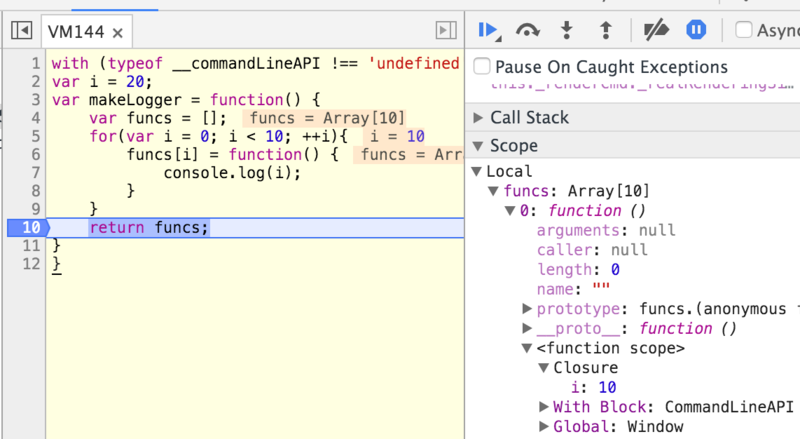 VM144 ×
1 with (typeof __commandLineAPI !== 'undefined
2 var i = 20;
3 var makeLogger = function() {
4 var funcs = []; funcs = Array[10]
5 for(var i = 0; i < 10; ++i){ i = 10
6 funcs[i] = function() { funcs = Arra
7 console.log(i);
8 }
9 }
10 return funcs;
11 }
12 }
Async
Pause On Caught Exceptions
Call Stack
Scope
Local
funcs: Array[10]
0: function ()
arguments: null
caller: null
length: 0
name: ""
prototype: funcs.(anonymous f
__proto__: function ()
<function scope>
Closure
i: 10
With Block: CommandLineAPI
Global: Window